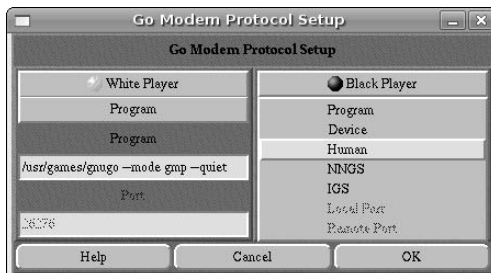 Go Modem Protocol Setup
Go Modem Protocol Setup
White Player
Program
Program
/usr/games/gnugo --mode gmp --quiet
Port
26276
Black Player
Program
Device
Human
NNGS
IGS
Local Port
Remote Port
Help
Cancel
OK